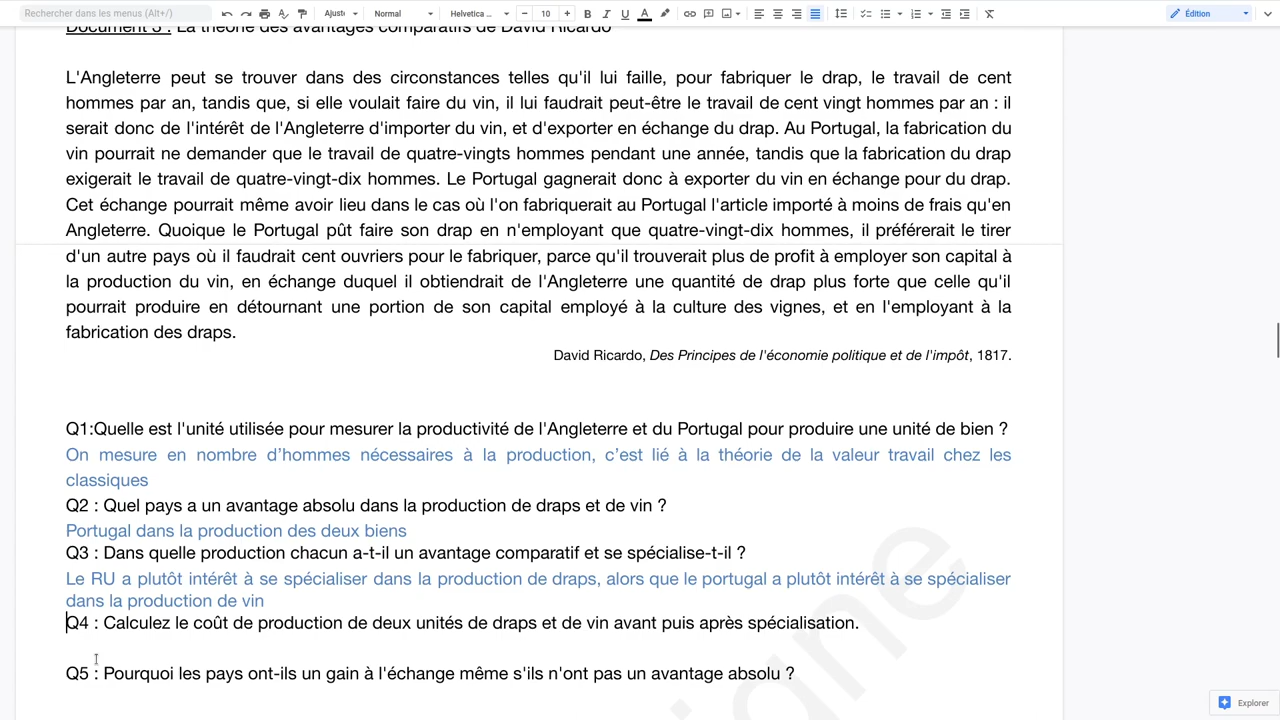 Rechercher dans les menus (Alt+/)
Ajuste
Normal
Helvetica ...
10
B I U A
Édition
Document 3 : La théorie des avantages comparatifs de David Ricardo
L'Angleterre peut se trouver dans des circonstances telles qu'il lui faille, pour fabriquer le drap, le travail de cent
hommes par an, tandis que, si elle voulait faire du vin, il lui faudrait peut-être le travail de cent vingt hommes par an : il
serait donc de l'intérêt de l'Angleterre d'importer du vin, et d'exporter en échange du drap. Au Portugal, la fabrication du
vin pourrait ne demander que le travail de quatre-vingts hommes pendant une année, tandis que la fabrication du drap
exigerait le travail de quatre-vingt-dix hommes. Le Portugal gagnerait donc à exporter du vin en échange pour du drap.
Cet échange pourrait même avoir lieu dans le cas où l'on fabriquerait au Portugal l'article importé à moins de frais qu'en
Angleterre. Quoique le Portugal pût faire son drap en n'employant que quatre-vingt-dix hommes, il préférerait le tirer
d'un autre pays où il faudrait cent ouvriers pour le fabriquer, parce qu'il trouverait plus de profit à employer son capital à
la production du vin, en échange duquel il obtiendrait de l'Angleterre une quantité de drap plus forte que celle qu'il
pourrait produire en détournant une portion de son capital employé à la culture des vignes, et en l'employant à la
fabrication des draps.
David Ricardo, Des Principes de l'économie politique et de l'impôt, 1817.
Q1:Quelle est l'unité utilisée pour mesurer la productivité de l'Angleterre et du Portugal pour produire une unité de bien ?
On mesure en nombre d’hommes nécessaires à la production, c’est lié à la théorie de la valeur travail chez les
classiques
Q2 : Quel pays a un avantage absolu dans la production de draps et de vin ?
Portugal dans la production des deux biens
Q3 : Dans quelle production chacun a-t-il un avantage comparatif et se spécialise-t-il ?
Le RU a plutôt intérêt à se spécialiser dans la production de draps, alors que le portugal a plutôt intérêt à se spécialiser
dans la production de vin
Q4 : Calculez le coût de production de deux unités de draps et de vin avant puis après spécialisation.
Q5 : Pourquoi les pays ont-ils un gain à l'échange même s'ils n'ont pas un avantage absolu ?
Explorer